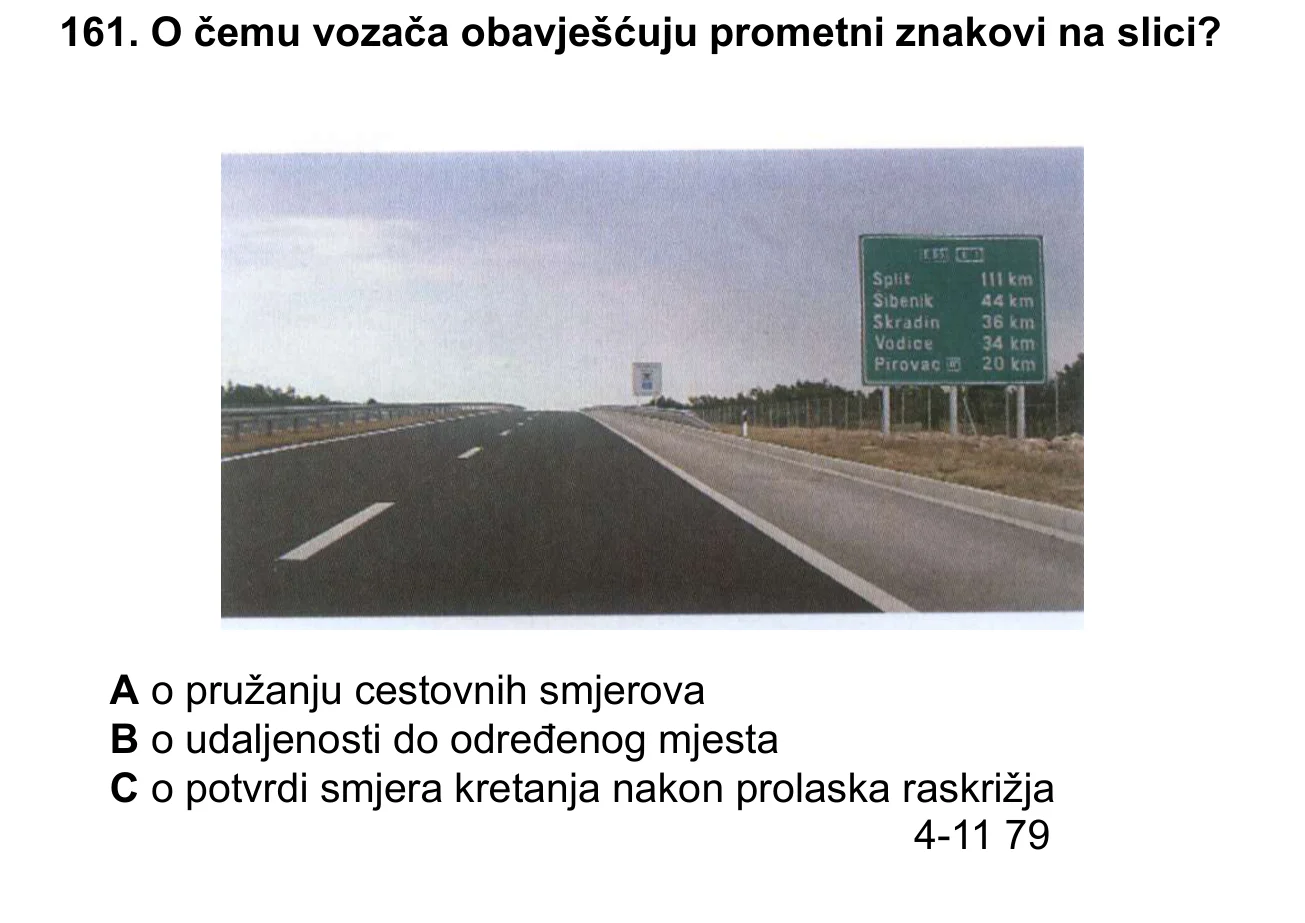 161. O čemu vozača obavješćuju prometni znakovi na slici?
Split 111 km
Šibenik 44 km
Skradin 36 km
Vodice 34 km
Pirovac 20 km
A o pružanju cestovnih smjerova
B o udaljenosti do određenog mjesta
C o potvrdi smjera kretanja nakon prolaska raskrižja
4-11 79